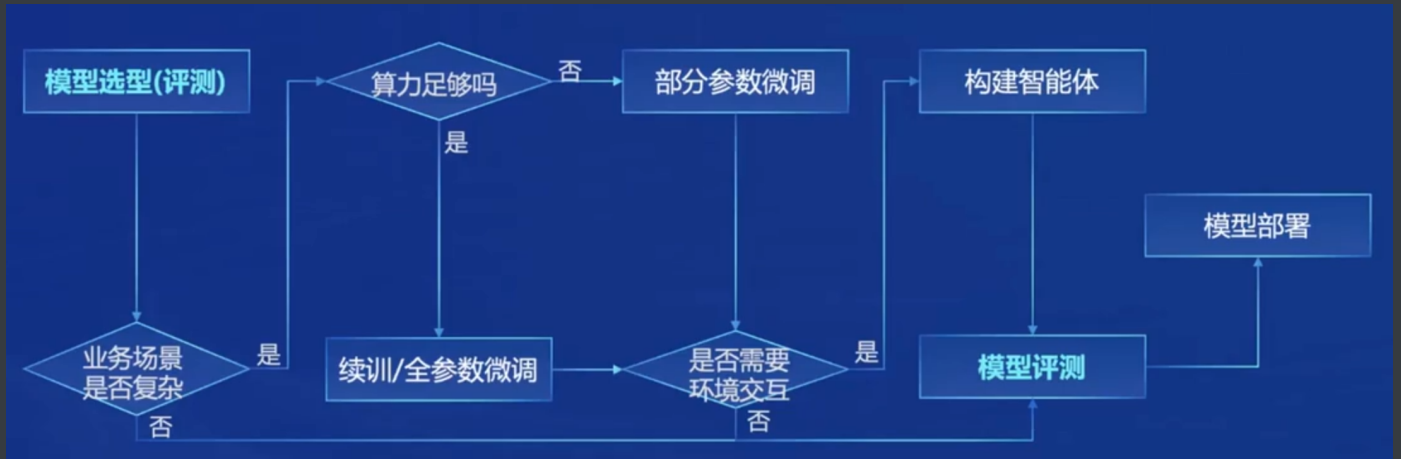 模型选型(评测)
算力足够吗
否
部分参数微调
构建智能体
是
模型部署
业务场景
是否复杂
是
续训/全参数微调
是否需要
环境交互
是
模型评测
否
否